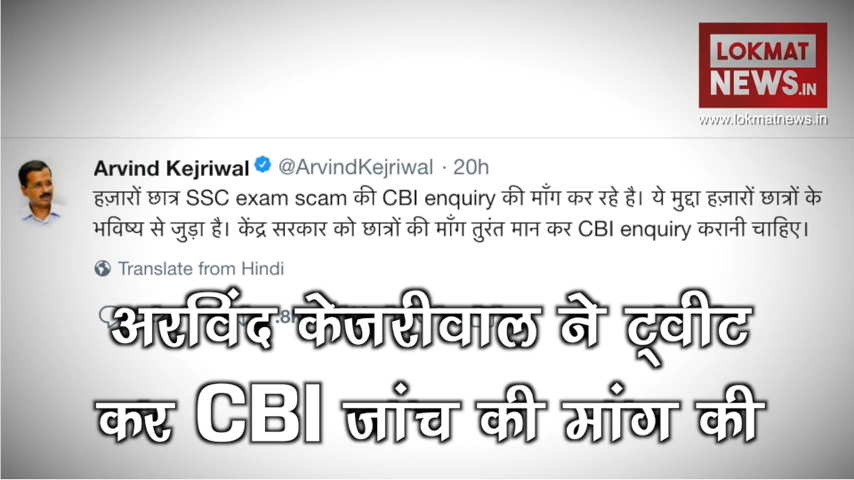 LOKMAT
NEWS.IN
www.lokmatnews.in
Arvind Kejriwal @ArvindKejriwal · 20h
हज़ारों छात्र SSC exam scam की CBI enquiry की माँग कर रहे है। ये मुद्दा हज़ारों छात्रों के
भविष्य से जुड़ा है। केंद्र सरकार को छात्रों की माँग तुरंत मान कर CBI enquiry करानी चाहिए।
Translate from Hindi
अरविंद केजरीवाल ने ट्वीट
कर CBI जांच की मांग की